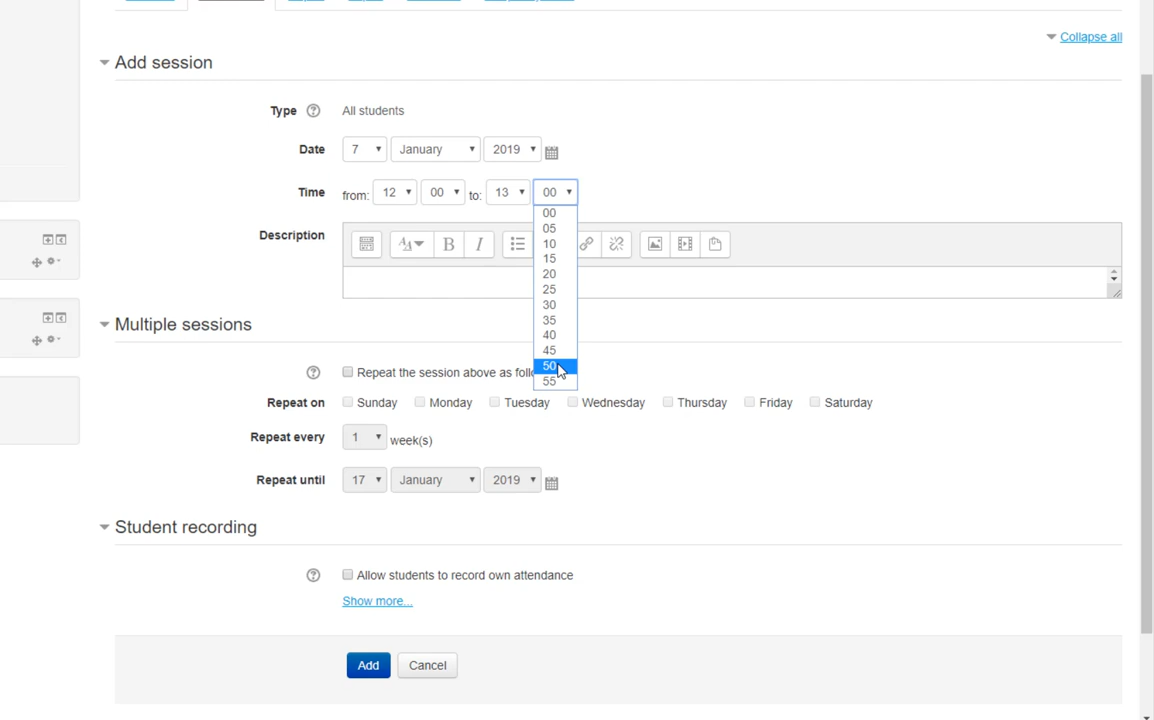 Collapse all
Add session
Type All students
Date 7 January 2019
Time from: 12 00 to: 13 00
00
05
10
15
20
25
30
35
40
45
50
55
Description B I
Multiple sessions
Repeat the session above as
Repeat on Sunday Monday Tuesday Wednesday Thursday Friday Saturday
Repeat every 1 week(s)
Repeat until 17 January 2019
Student recording
Allow students to record own attendance
Show more...
Add Cancel